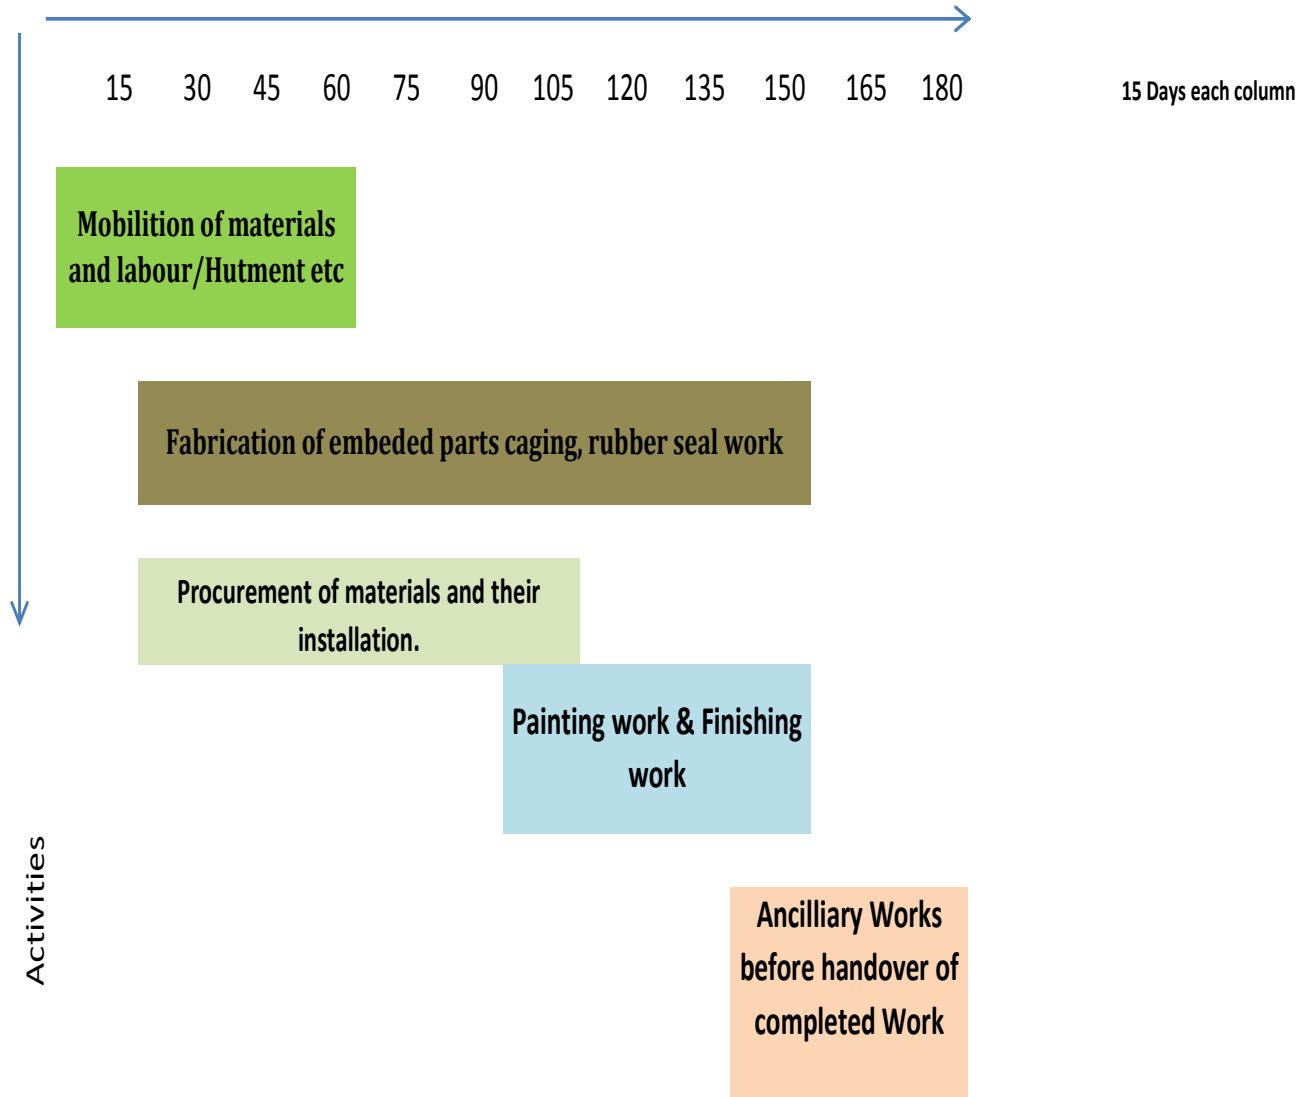 15 30 45 60 75 90 105 120 135 150 165 180 15 Days each column
Mobilition of materials
and labour/Hutment etc
Fabrication of embeded parts caging, rubber seal work
Procurement of materials and their
installation.
Painting work & Finishing
work
Activities
Ancilliary Works
before handover of
completed Work